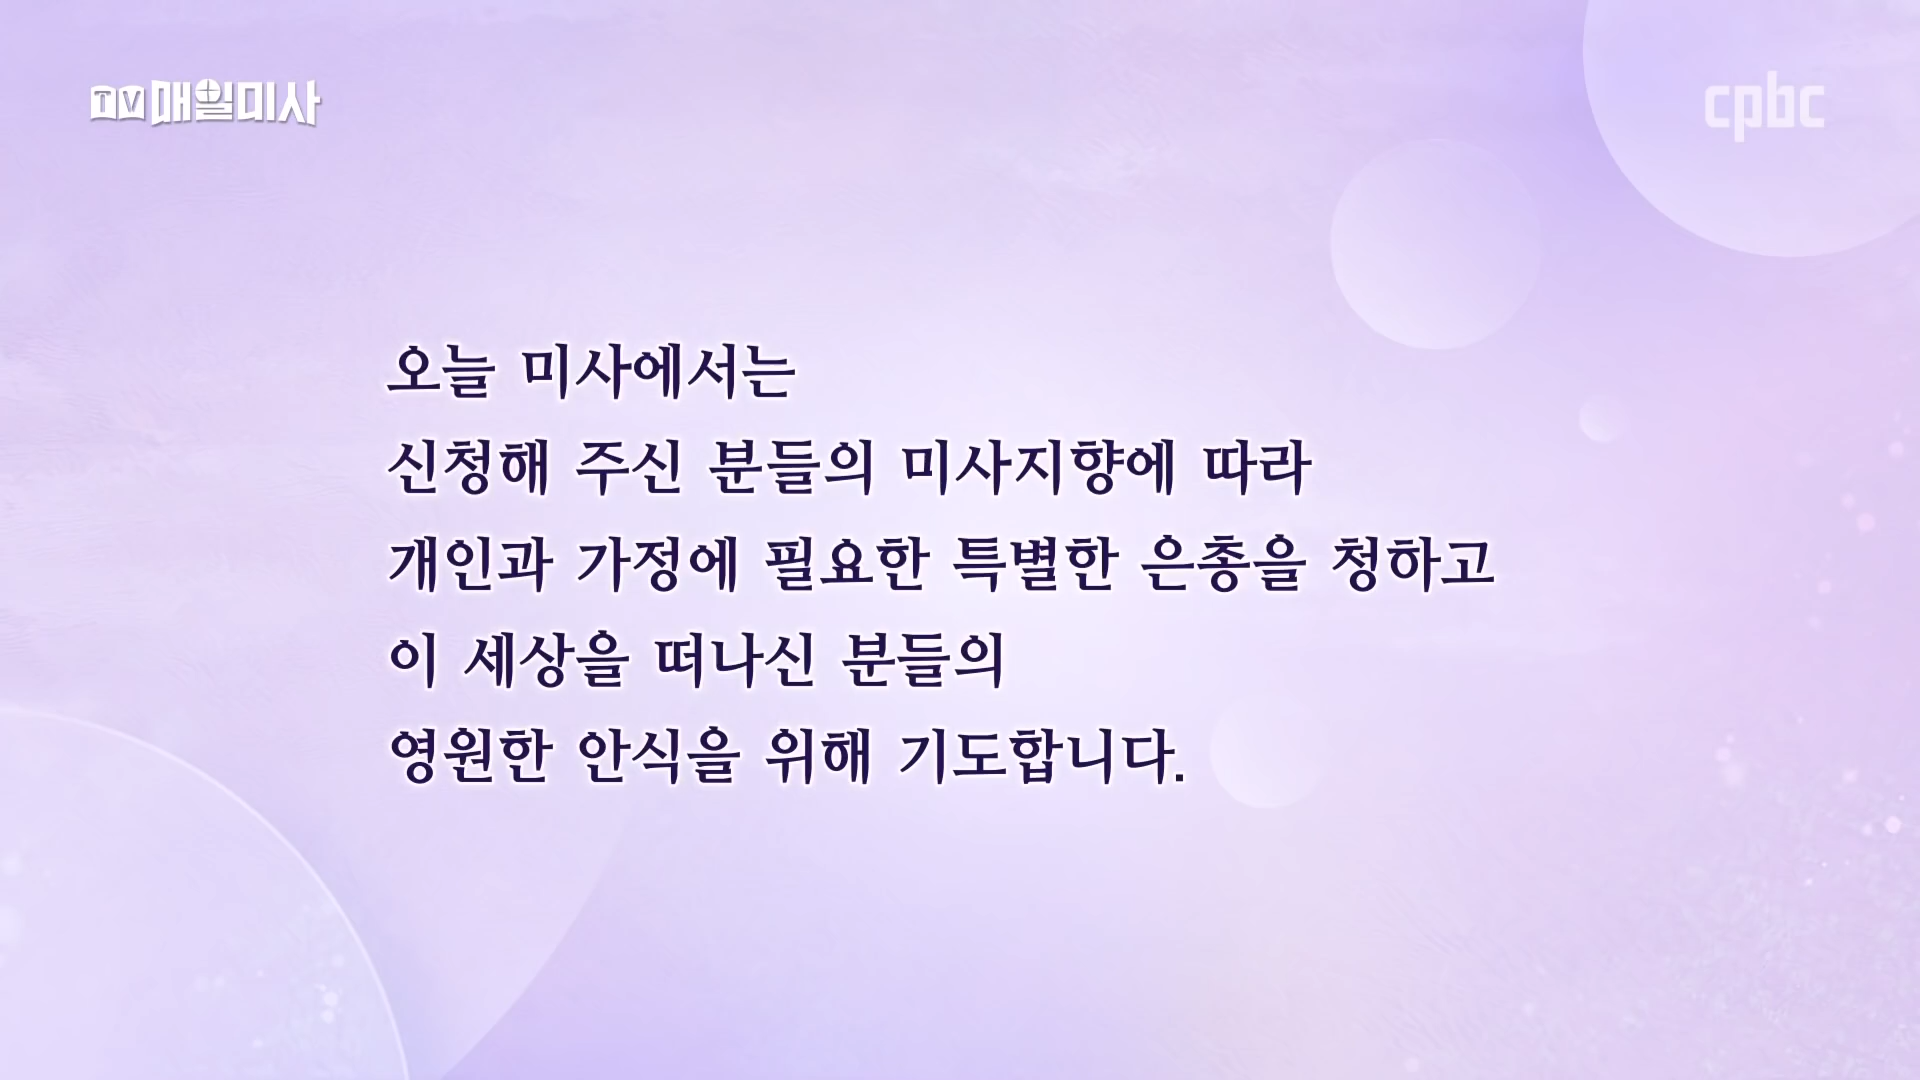 TV매일미사
cpbc
오늘 미사에서는
신청해 주신 분들의 미사지향에 따라
개인과 가정에 필요한 특별한 은총을 청하고
이 세상을 떠나신 분들의
영원한 안식을 위해 기도합니다.